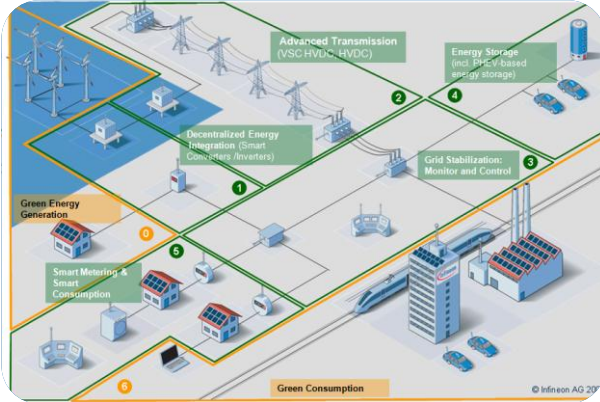 Advanced Transmission
(VSC HVDC, HVDC)
Energy Storage
(incl. PHEV-based
energy storage)
2
4
Decentralized Energy
Integration (Smart
Converters /Inverters)
Grid Stabilization:
Monitor and Control
3
1
Green Energy
Generation
0
5
Smart Metering &
Smart
Consumption
6
Green Consumption
© Infineon AG